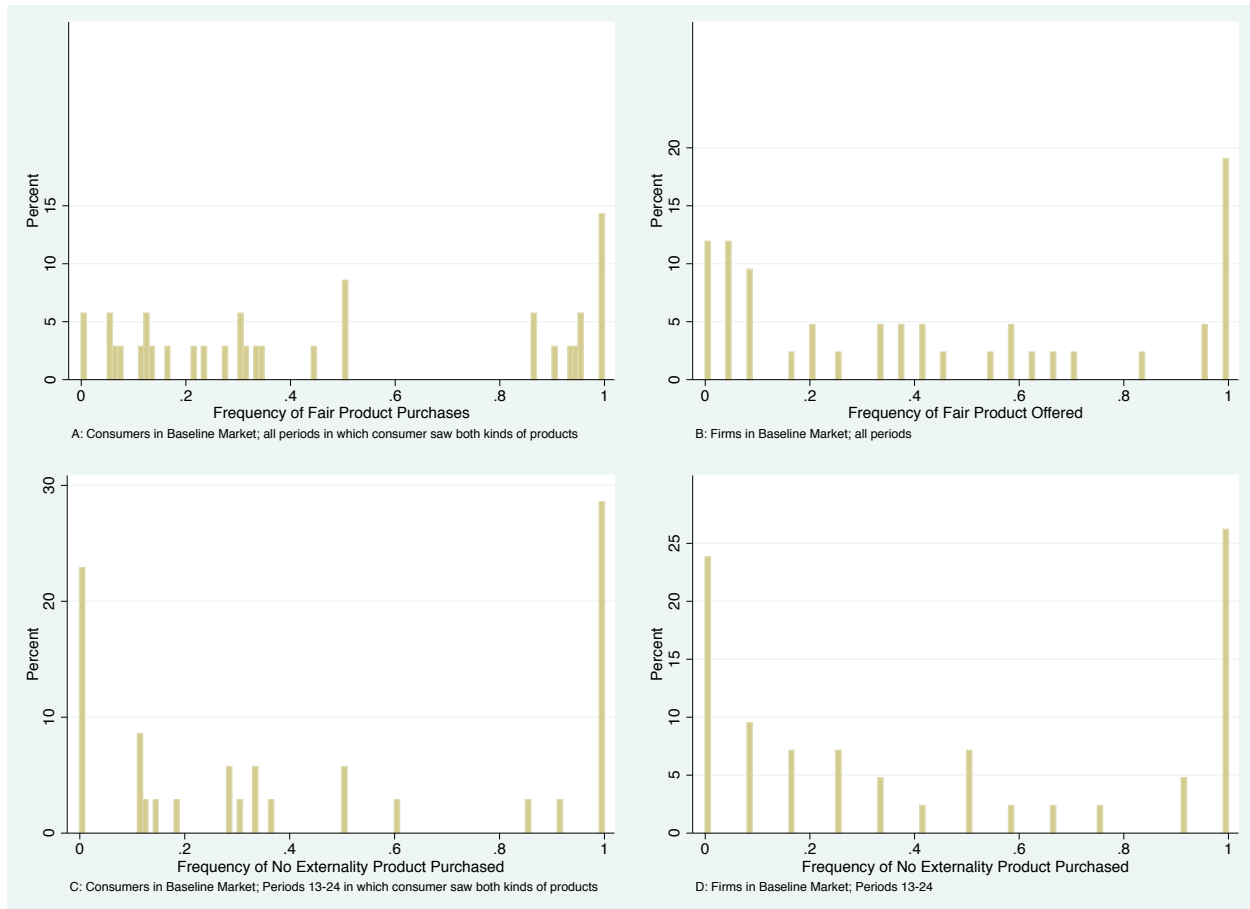 Percent
15
10
5
0
0 .2 .4 .6 .8 1
Frequency of Fair Product Purchases
A: Consumers in Baseline Market; all periods in which consumer saw both kinds of products
Percent
20
15
10
5
0
0 .2 .4 .6 .8 1
Frequency of Fair Product Offered
B: Firms in Baseline Market; all periods
Percent
30
20
10
0
0 .2 .4 .6 .8 1
Frequency of No Externality Product Purchased
C: Consumers in Baseline Market; Periods 13-24 in which consumer saw both kinds of products
Percent
25
20
15
10
5
0
0 .2 .4 .6 .8 1
Frequency of No Externality Product Purchased
D: Firms in Baseline Market; Periods 13-24